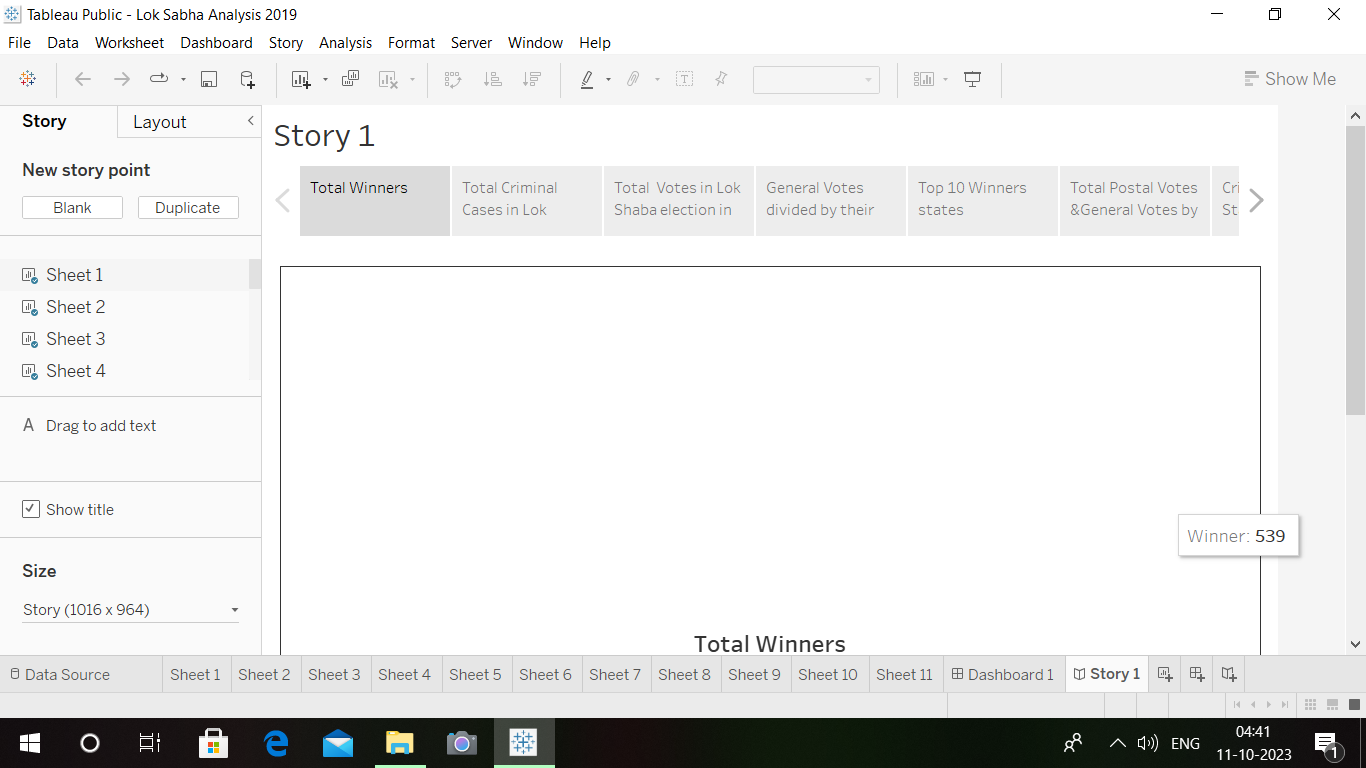 Tableau Public - Lok Sabha Analysis 2019
File Data Worksheet Dashboard Story Analysis Format Server Window Help
Show Me
Story Layout
New story point
Blank Duplicate
Sheet 1
Sheet 2
Sheet 3
Sheet 4
A Drag to add text
Show title
Size
Story (1016 x 964)
Story 1
Total Winners
Total Criminal
Cases in Lok
Total Votes in Lok
Shaba election in
General Votes
divided by their
Top 10 Winners
states
Total Postal Votes
&General Votes by
Winner: 539
Total Winners
Data Source Sheet 1 Sheet 2 Sheet 3 Sheet 4 Sheet 5 Sheet 6 Sheet 7 Sheet 8 Sheet 9 Sheet 10 Sheet 11 Dashboard 1 Story 1
ENG
04:41
11-10-2023
1